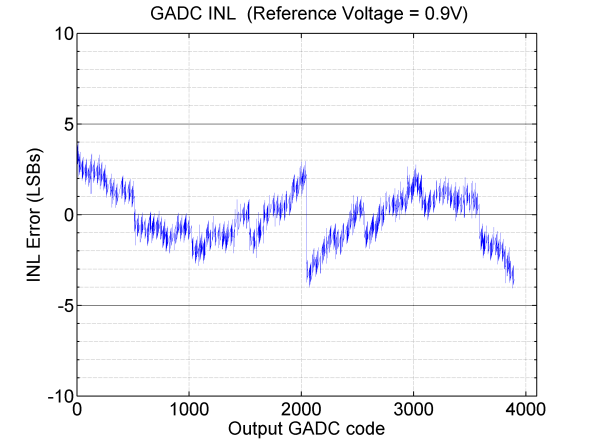 GADC INL (Reference Voltage = 0.9V)
10
5
0
-5
-10
INL Error (LSBs)
0 1000 2000 3000 4000
Output GADC code